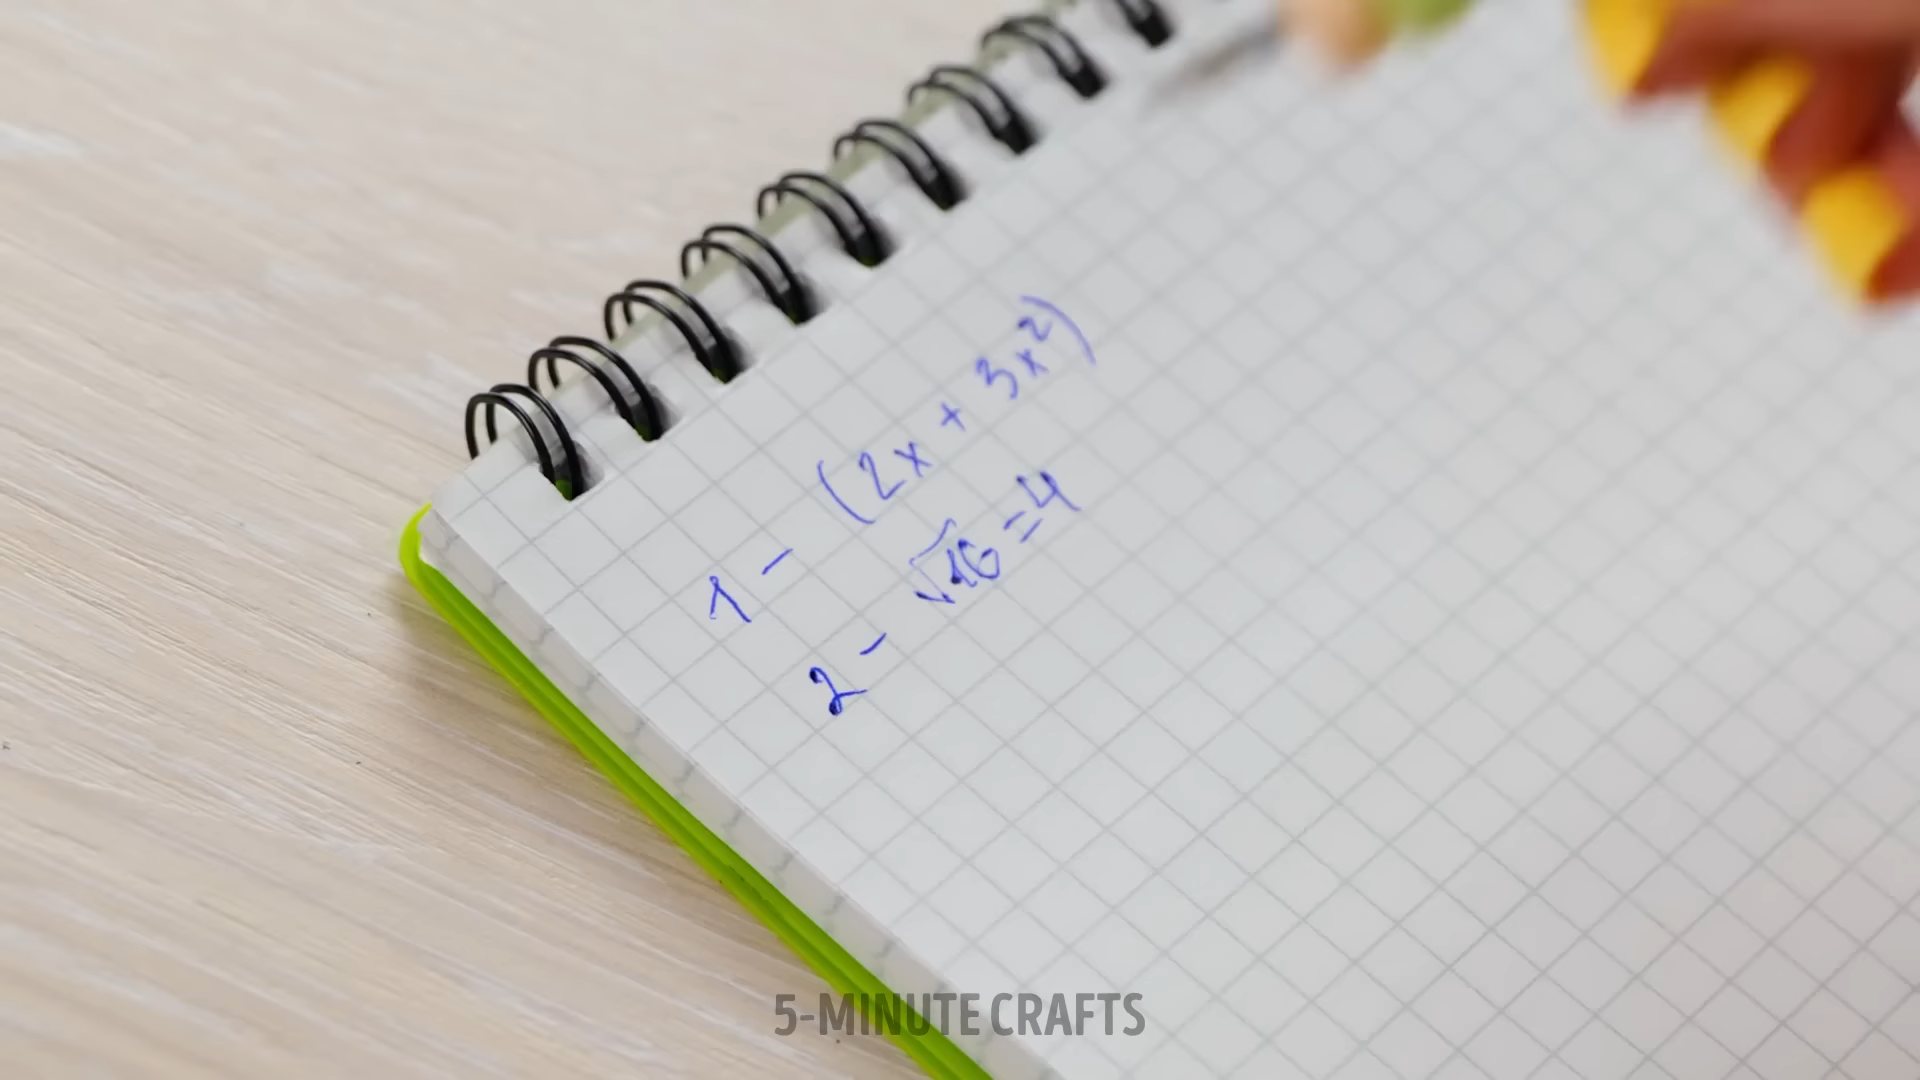 1 - (2x + 3x²)
2 - √16 = 4
5-MINUTE CRAFTS